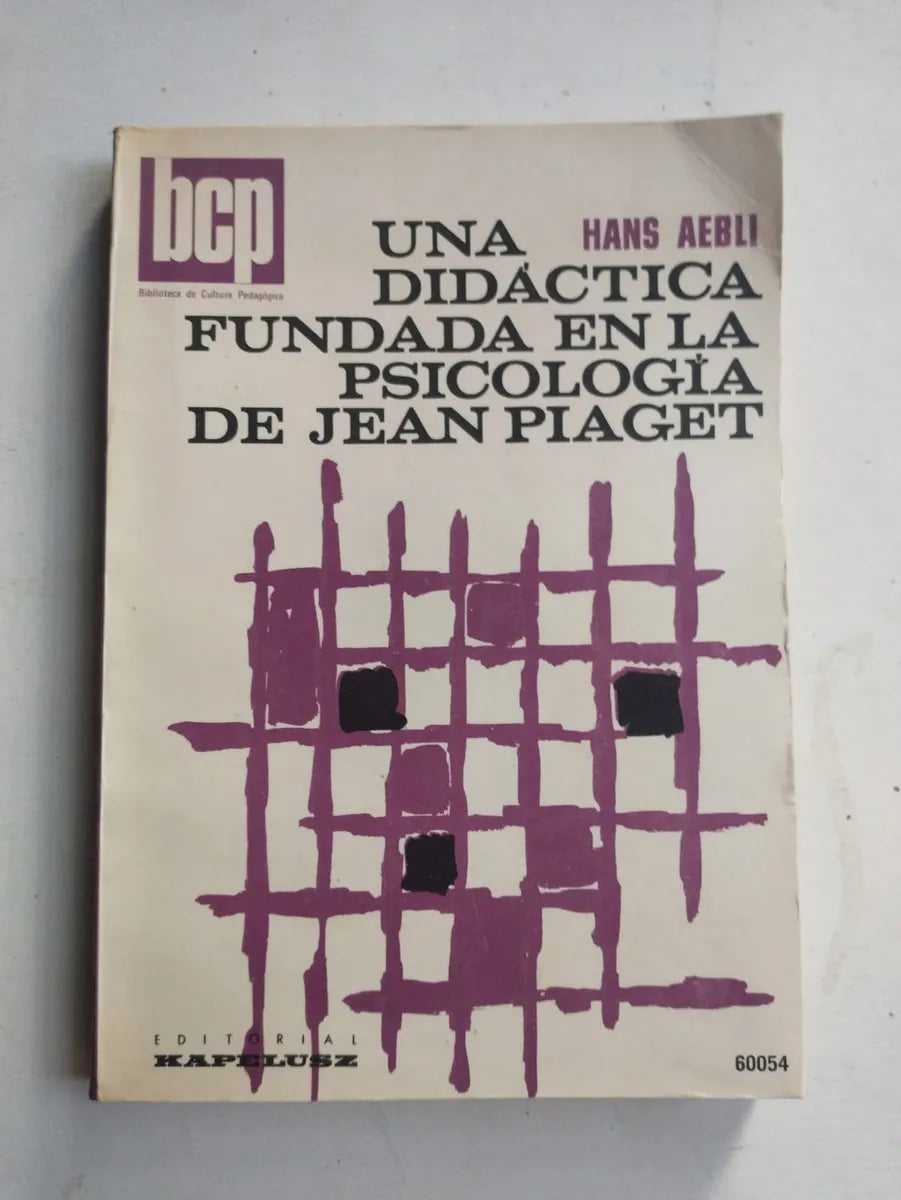 bcp
Biblioteca de Cultura Pedagógica
HANS AEBLI
UNA
DIDÁCTICA
FUNDADA EN LA
PSICOLOGÍA
DE JEAN PIAGET
EDITORIAL
KAPELUSZ
60054